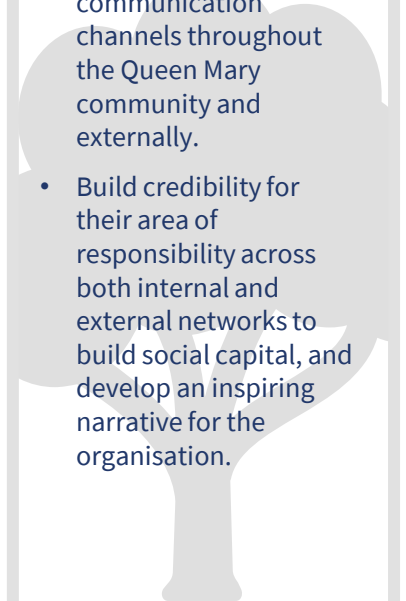 communication
channels throughout
the Queen Mary
community and
externally.
• Build credibility for
their area of
responsibility across
both internal and
external networks to
build social capital, and
develop an inspiring
narrative for the
organisation.